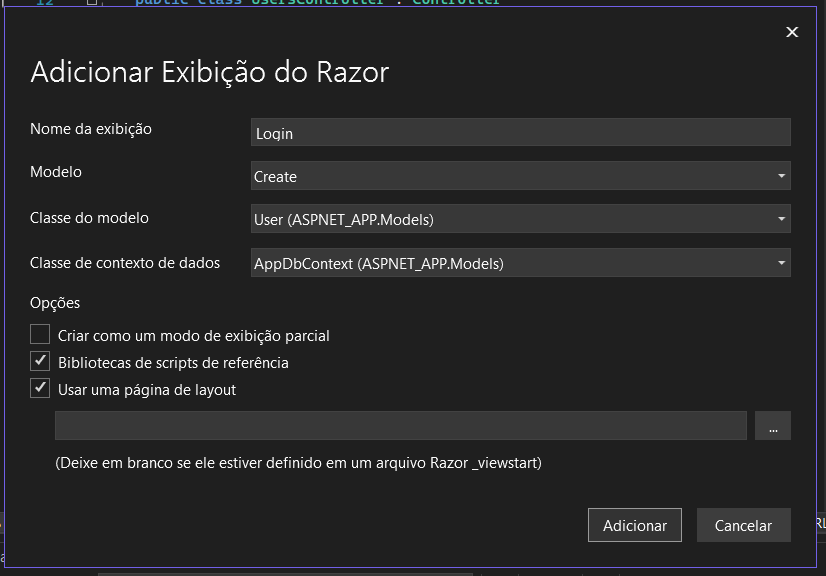 12 public class UsersController : Controller
Adicionar Exibição do Razor
Nome da exibição
Login
Modelo
Create
Classe do modelo
User (ASPNET_APP.Models)
Classe de contexto de dados
AppDbContext (ASPNET_APP.Models)
Opções
Criar como um modo de exibição parcial
Bibliotecas de scripts de referência
Usar uma página de layout
...
(Deixe em branco se ele estiver definido em um arquivo Razor _viewstart)
Adicionar
Cancelar